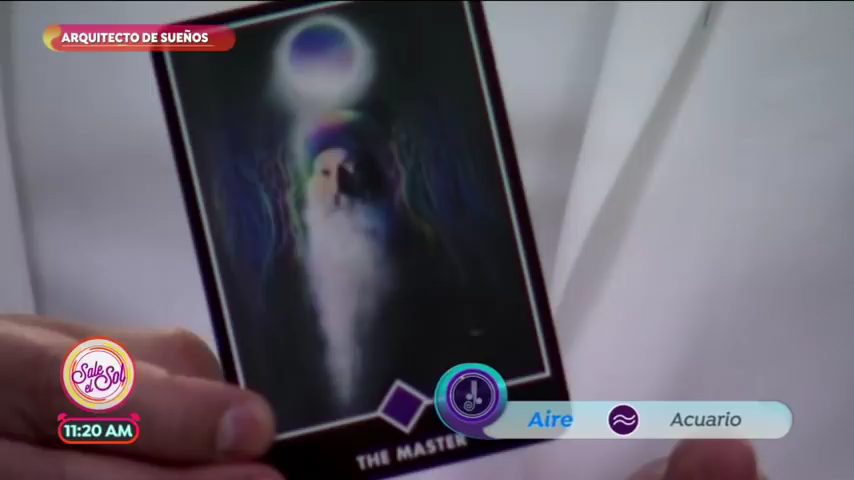 ARQUITECTO DE SUEÑOS
THE MASTER
Sale
el Sol
11:20 AM
Aire
Acuario